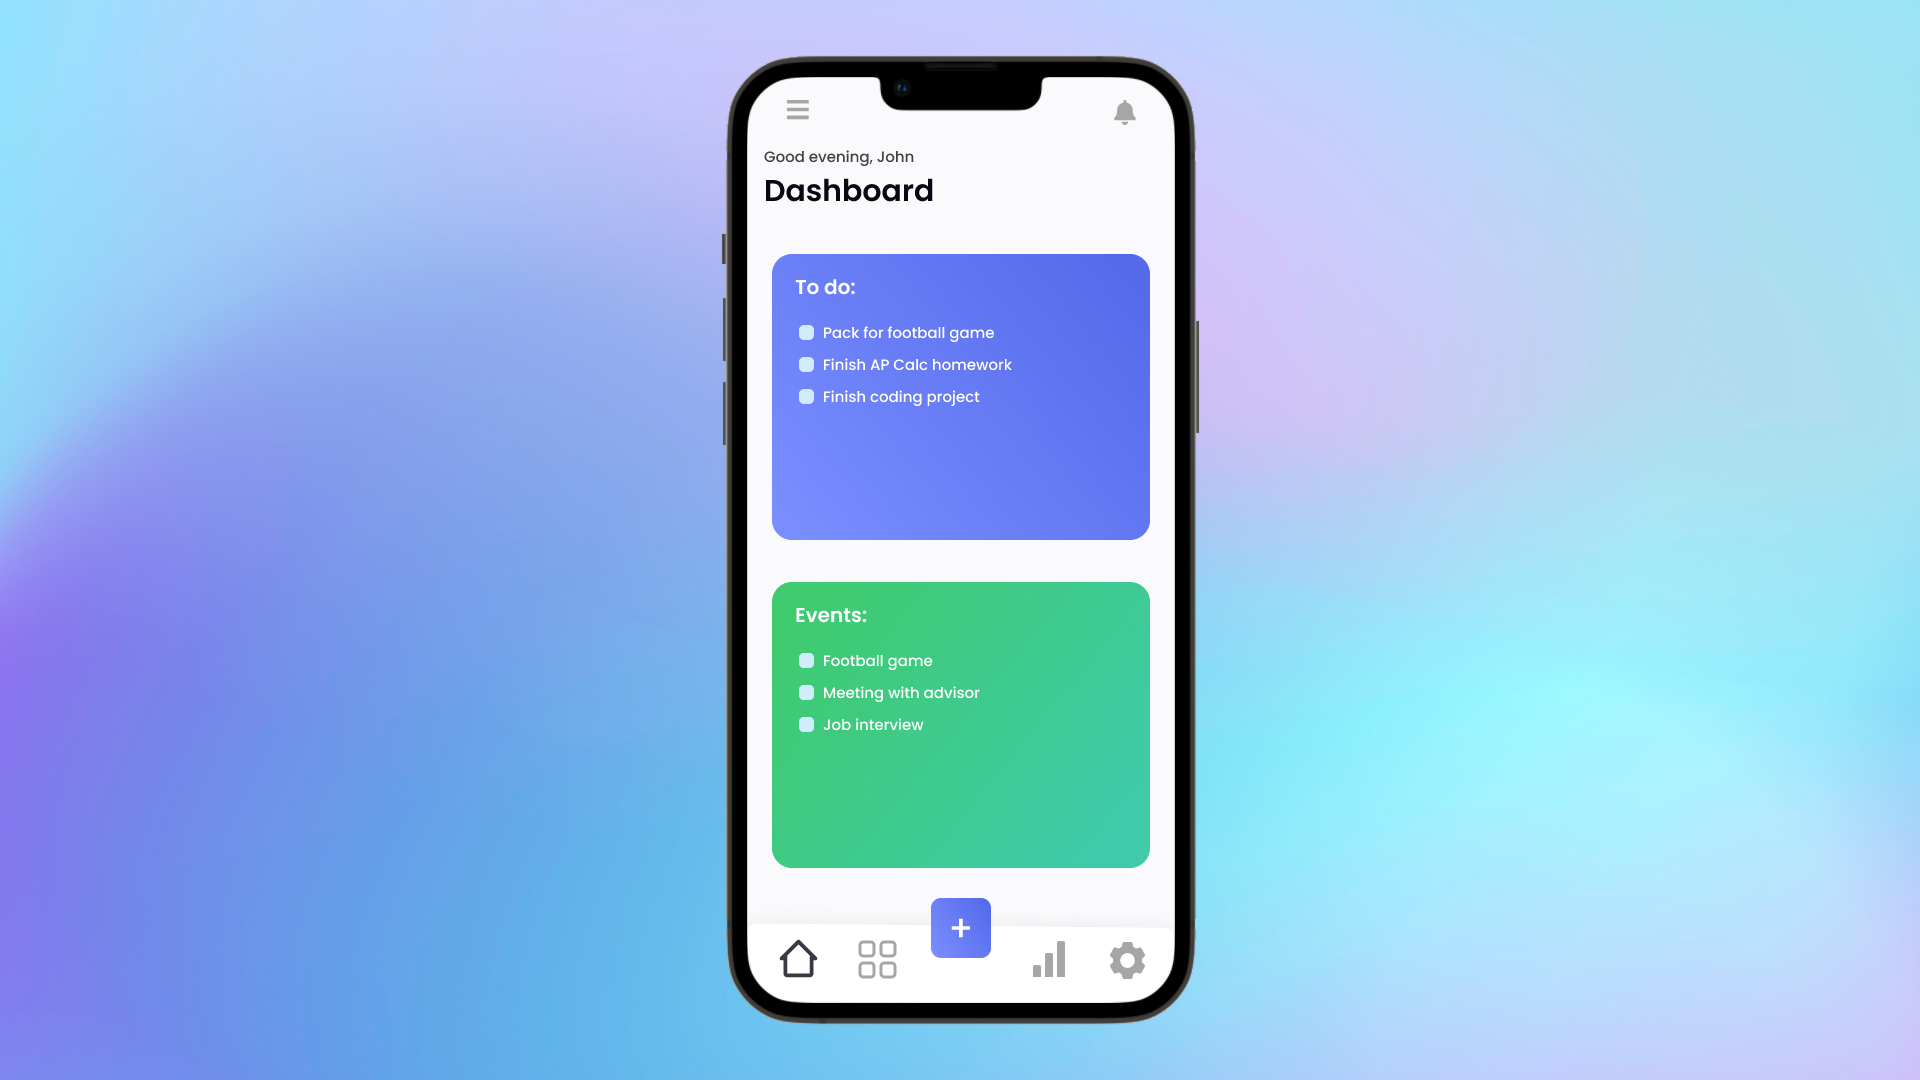 Good evening, John
Dashboard
To do:
Pack for football game
Finish AP Calc homework
Finish coding project
Events:
Football game
Meeting with advisor
Job interview
+